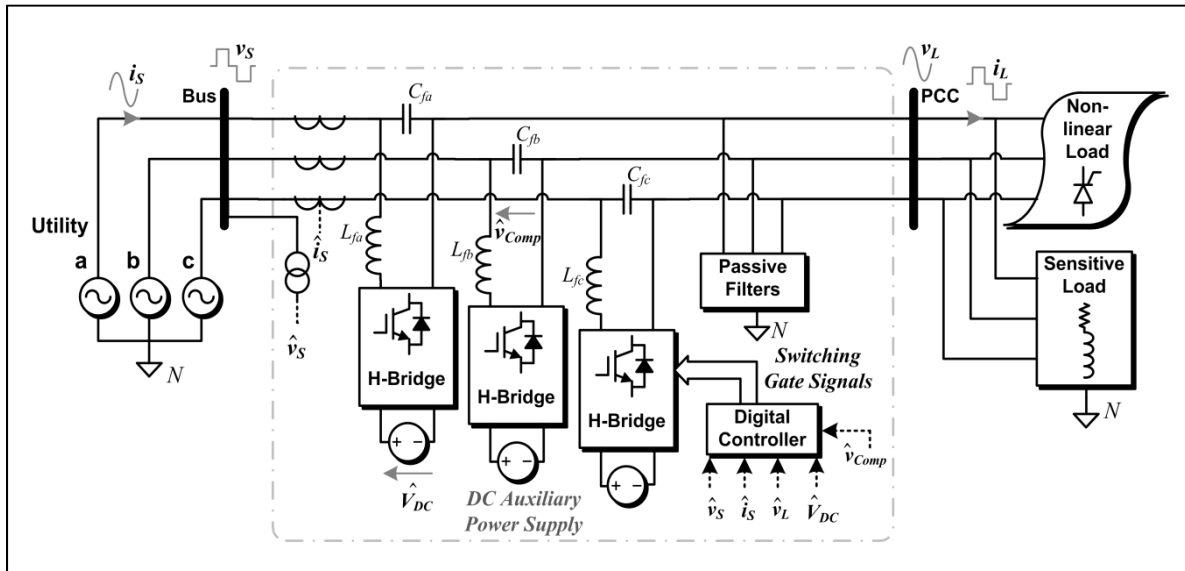 v_S
i_S
Bus
C_fa
C_fb
C_fc
v_L
PCC
i_L
Non-
linear
Load
Utility
a
b
c
N
v̂_S
î_S
L_fa
L_fb
L_fc
v̂_Comp
H-Bridge
H-Bridge
H-Bridge
+ −
+ −
+ −
V̂_DC
DC Auxiliary
Power Supply
Passive
Filters
N
Switching
Gate Signals
Digital
Controller
v̂_Comp
v̂_S
î_S
v̂_L
V̂_DC
Sensitive
Load
N